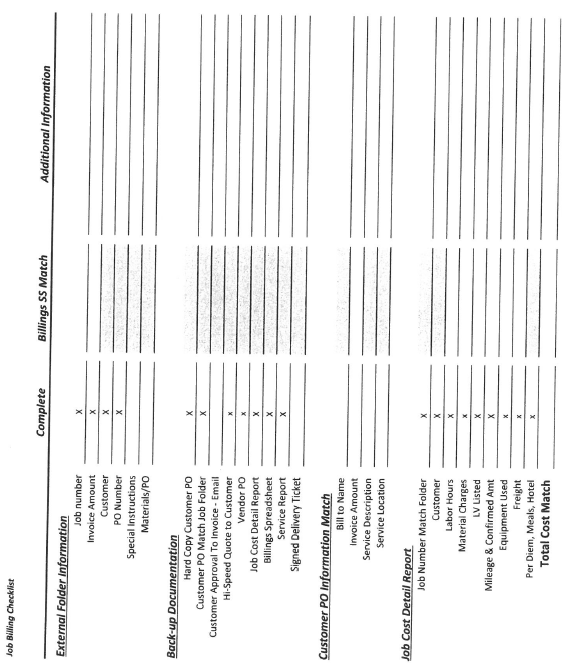 Job Billing Checklist
Complete Billings SS Match Additional Information
External Folder Information
Job number x
Invoice Amount x
Customer x
PO Number x
Special Instructions
Materials/PO
Back-up Documentation
Hard Copy Customer PO x
Customer PO Match Job Folder x
Customer Approval To Invoice - Email
Hi-Speed Quote to Customer x
Vendor PO x
Job Cost Detail Report x
Billings Spreadsheet x
Service Report x
Signed Delivery Ticket
Customer PO Information Match
Bill to Name
Invoice Amount
Service Description
Service Location
Job Cost Detail Report
Job Number Match Folder x
Customer x
Labor Hours x
Material Charges x
LV Listed x
Mileage & Confirmed Amt x
Equipment Used x
Freight x
Per Diem, Meals, Hotel x
Total Cost Match